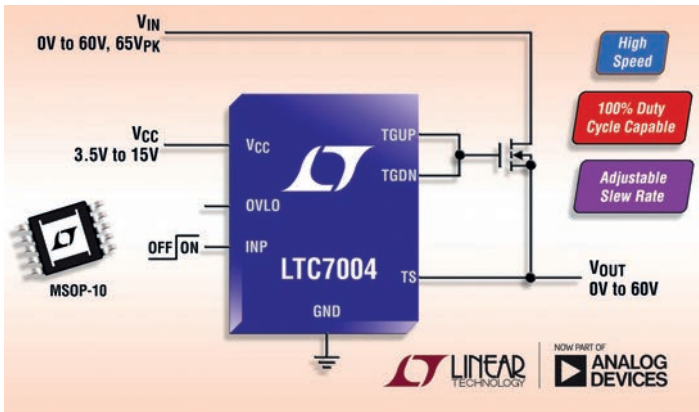 VIN
0V to 60V, 65VPK
High
Speed
100% Duty
Cycle Capable
Adjustable
Slew Rate
VCC
3.5V to 15V
VCC
TGUP
TGDN
OVLO
OFF ON
INP
LTC7004
TS
GND
MSOP-10
VOUT
0V to 60V
LINEAR
TECHNOLOGY
NOW PART OF
ANALOG
DEVICES